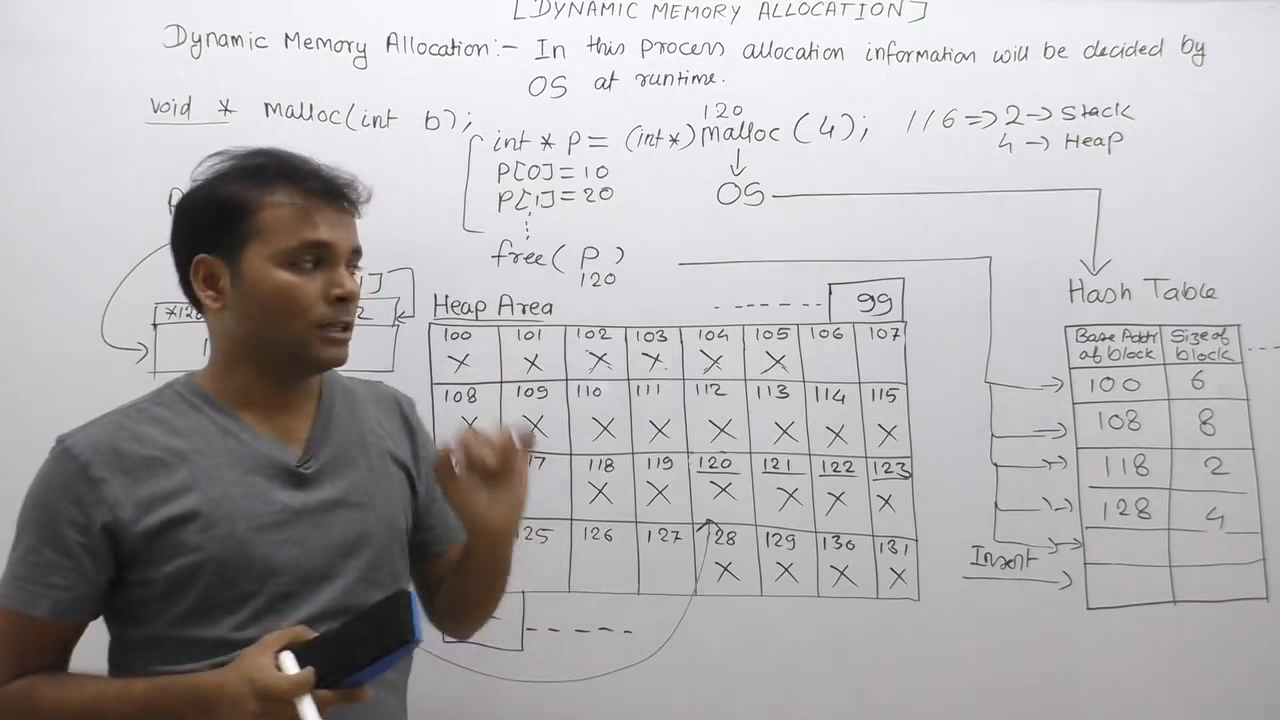 [DYNAMIC MEMORY ALLOCATION]
Dynamic Memory Allocation:- In this process allocation information will be decided by
OS at runtime.
void * malloc(int b);
120
int * p = (int*) malloc (4);
P[0]=10
P[1]=20
free( p )
120
116 => 2 -> Stack
4 -> Heap
OS
Heap Area
99
100 101 102 103 104 105 106 107
X X X X X X
108 109 110 111 112 113 114 115
X X X X X X X X
118 119 120 121 122 123
X X X X X X
125 126 127 128 129 130 131
X X X X
Hash Table
Base Addr of block Size of block
100 6
108 8
118 2
128 4
Insert